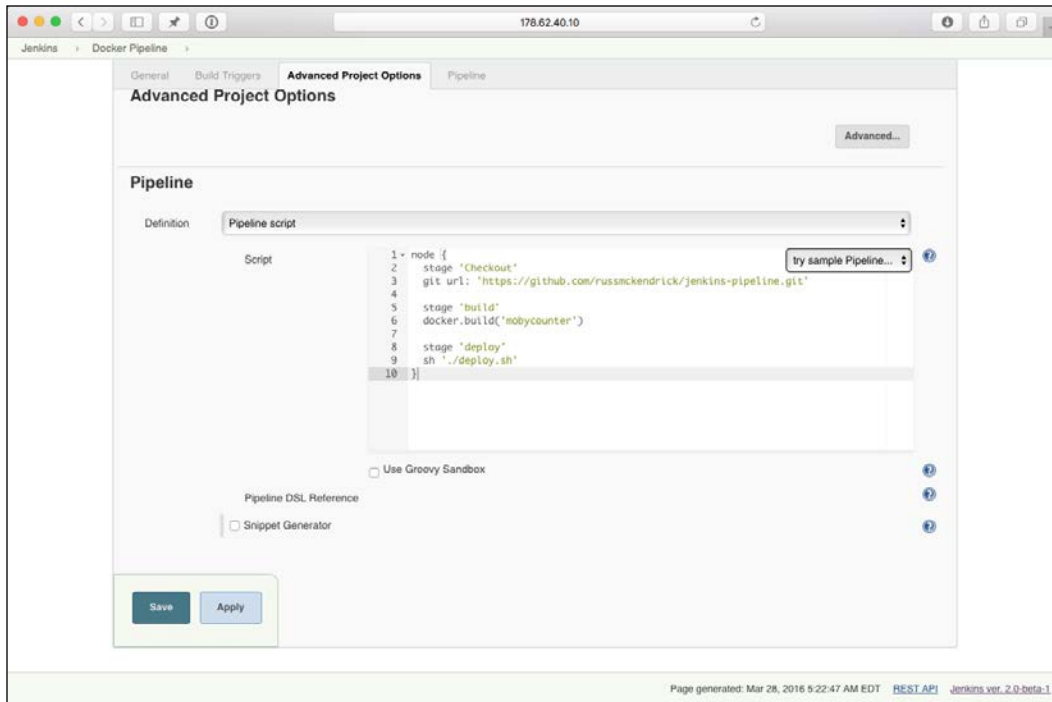 178.62.40.10
Jenkins › Docker Pipeline ›
General Build Triggers Advanced Project Options Pipeline
Advanced Project Options
Advanced...
Pipeline
Definition Pipeline script
Script
try sample Pipeline...
1 node {
2 stage 'Checkout'
3 git url: 'https://github.com/russmckendrick/jenkins-pipeline.git'
4
5 stage 'build'
6 docker.build('mobycounter')
7
8 stage 'deploy'
9 sh './deploy.sh'
10 }
Use Groovy Sandbox
Pipeline DSL Reference
Snippet Generator
Save Apply
Page generated: Mar 28, 2016 5:22:47 AM EDT REST API Jenkins ver. 2.0-beta-1